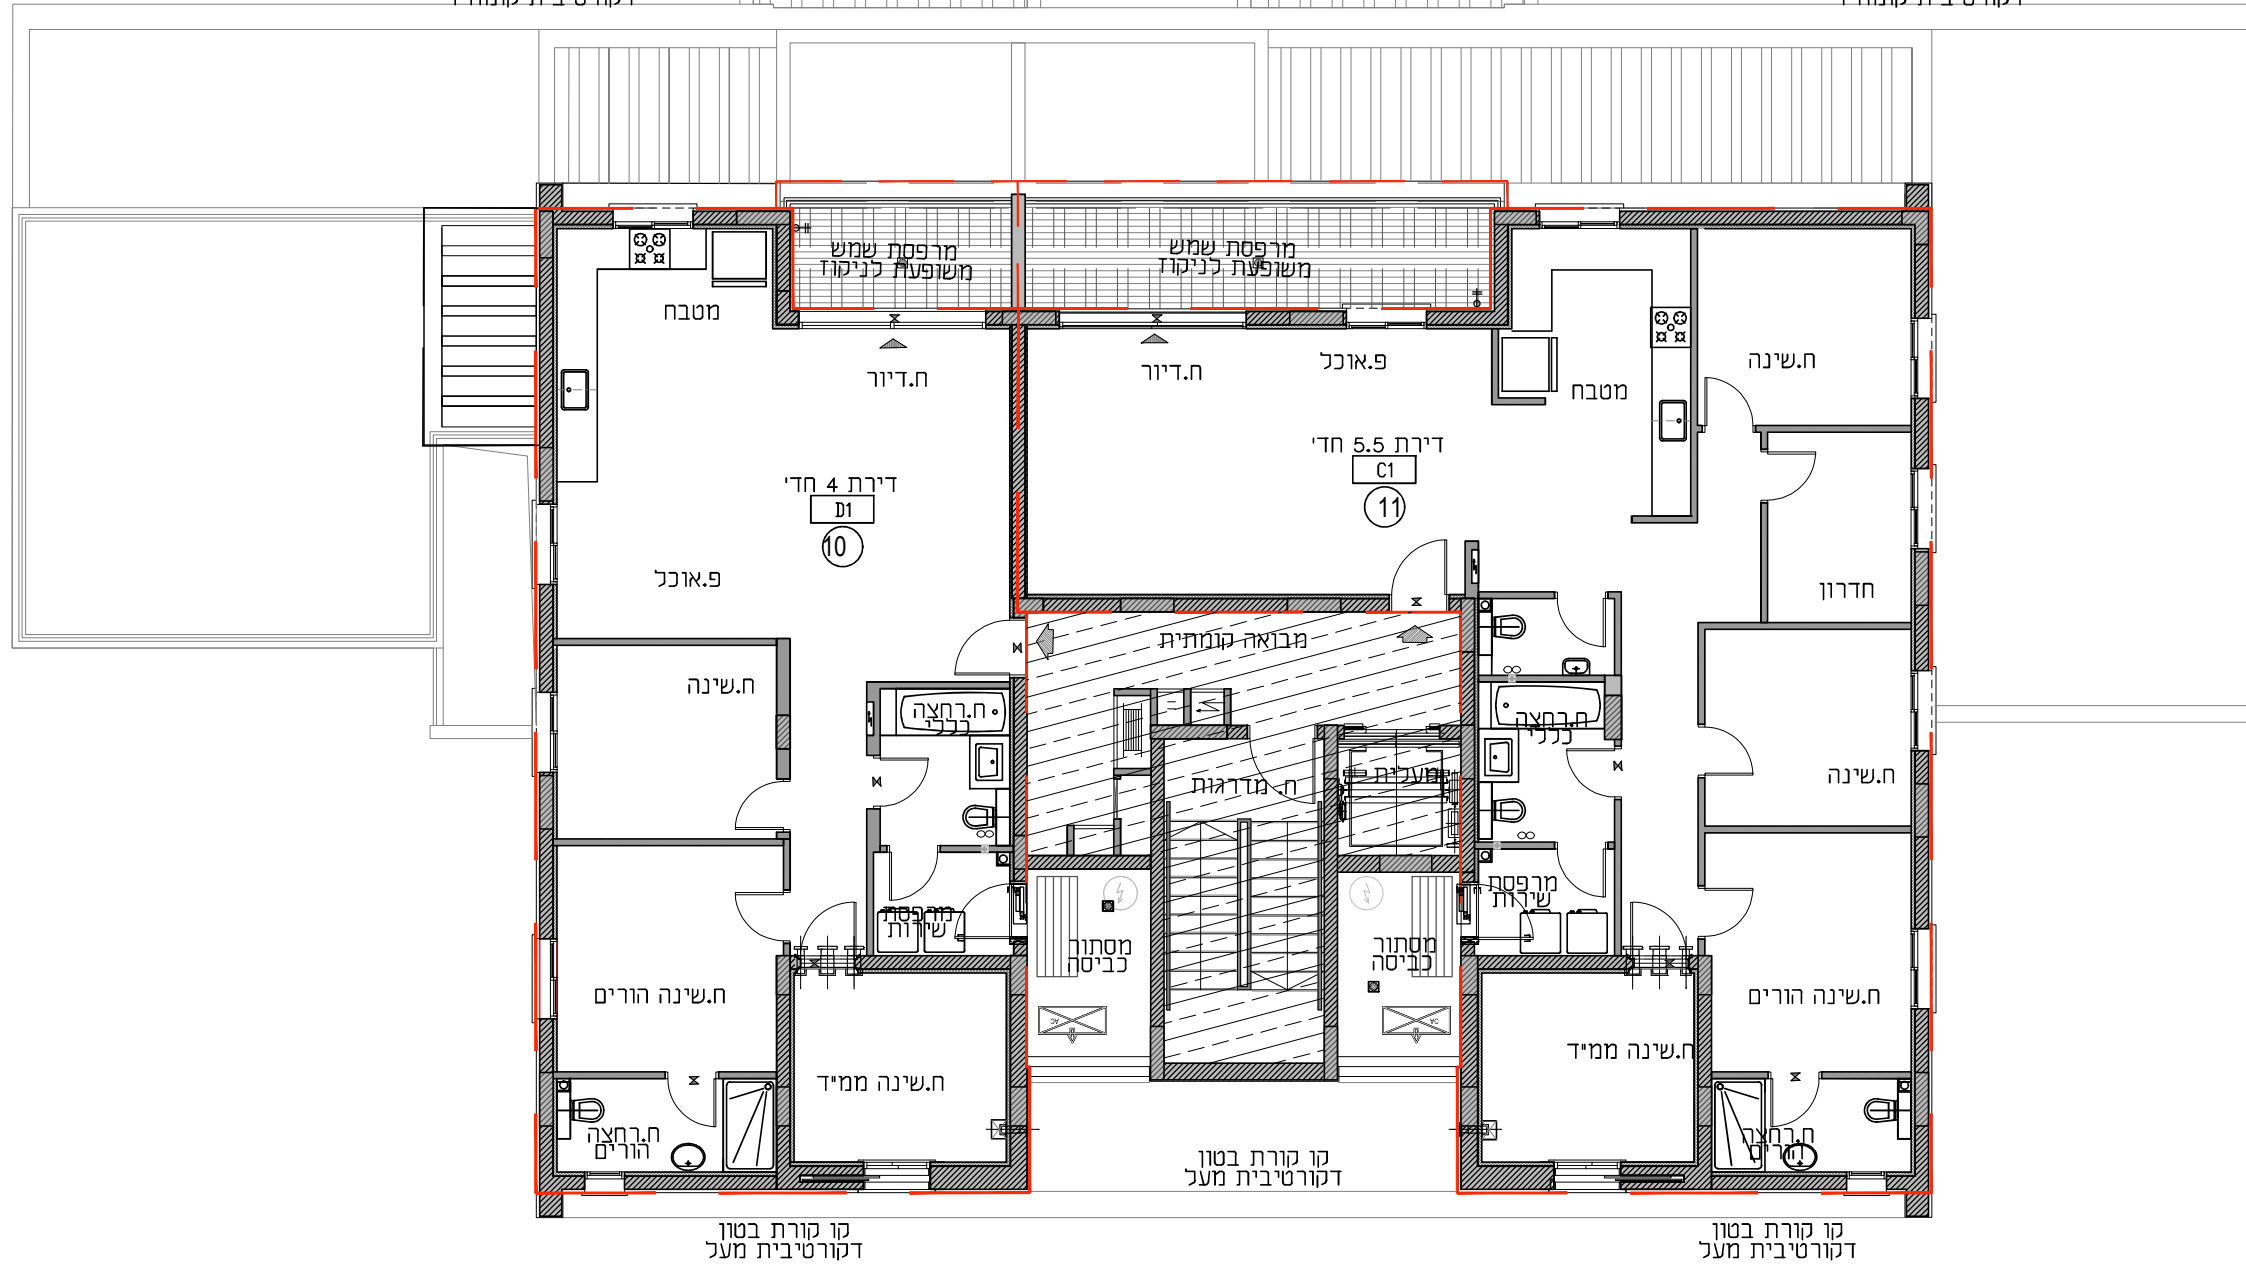 מרפסת שמש
משופעת לניקוז
מרפסת שמש
משופעת לניקוז
מטבח
ח.דיור
ח.דיור
פ.אוכל
מטבח
ח.שינה
דירת 4 חד'
D1
10
דירת 5.5 חד'
C1
11
פ.אוכל
חדרון
מבואה קומתית
ח.שינה
ח.רחצה
כללי
ח. מדרגות
מעלית
ח.רחצה
כללי
ח.שינה
מרפסת
שירות
מסתור
כביסה
מסתור
כביסה
מרפסת
שירות
ח.שינה הורים
ח.שינה הורים
AC
AC
ח.שינה ממ"ד
ח.שינה ממ"ד
ח.רחצה
הורים
ח.רחצה
הורים
קו קורת בטון
דקורטיבית מעל
קו קורת בטון
דקורטיבית מעל
קו קורת בטון
דקורטיבית מעל